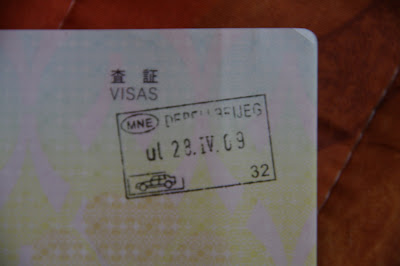 査 証
VISAS
MNE DEBELI BRIJEG
ul 28.IV.09
32